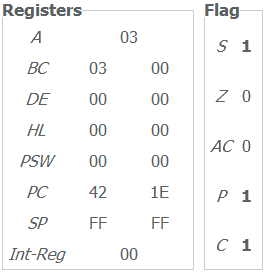 Registers
A 03
BC 03 00
DE 00 00
HL 00 00
PSW 00 00
PC 42 1E
SP FF FF
Int-Reg 00
Flag
S 1
Z 0
AC 0
P 1
C 1